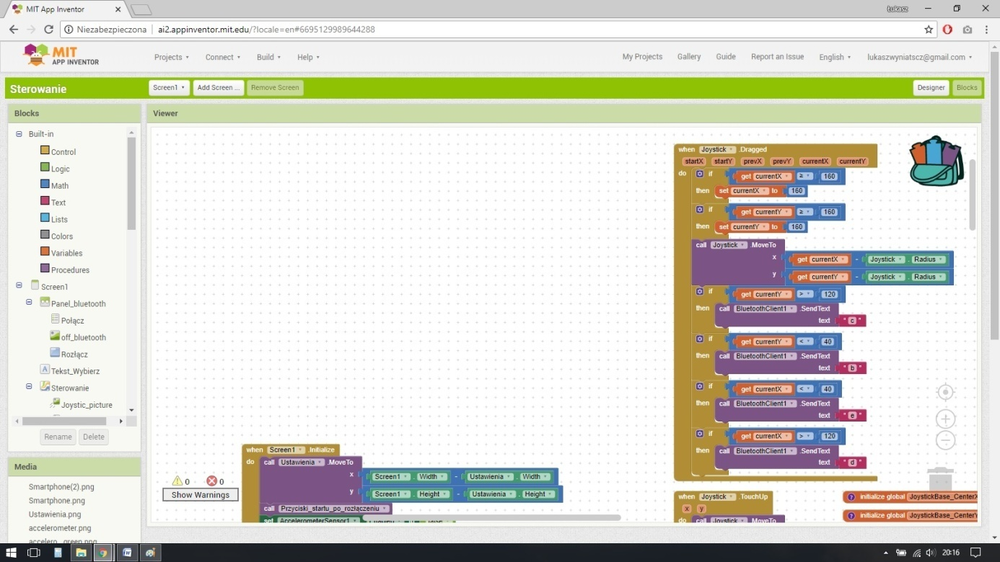 MIT App Inventor
Łukasz
Niezabezpieczona
ai2.appinventor.mit.edu/?locale=en#6695129989644288
MIT
APP INVENTOR
Projects
Connect
Build
Help
My Projects
Gallery
Guide
Report an Issue
English
lukaszwyniatscz@gmail.com
Sterowanie
Screen1
Add Screen ...
Remove Screen
Designer
Blocks
Blocks
Built-in
Control
Logic
Math
Text
Lists
Colors
Variables
Procedures
Screen1
Panel_bluetooth
Połącz
off_bluetooth
Rozłącz
A Tekst_Wybierz
Sterowanie
Joystic_picture
Rename
Delete
Media
Smartphone(2).png
Smartphone.png
Ustawienia.png
accelerometer.png
accelero...green.png
Viewer
when Joystick .Dragged
startX startY prevX prevY currentX currentY
do if get currentX ≥ 160
then set currentX to 160
if get currentY ≥ 160
then set currentY to 160
call Joystick .MoveTo
x get currentX - Joystick . Radius
y get currentY - Joystick . Radius
if get currentY > 120
then call BluetoothClient1 .SendText
text " c "
if get currentY < 40
then call BluetoothClient1 .SendText
text " b "
if get currentX < 40
then call BluetoothClient1 .SendText
text " e "
if get currentX > 120
then call BluetoothClient1 .SendText
text " d "
when Screen1 .Initialize
do call Ustawienia .MoveTo
x Screen1 . Width - Ustawienia . Width
y Screen1 . Height - Ustawienia . Height
call Przyciski_startu_po_rozłączeniu
set AccelerometerSensor1 . Enabled to false
0 0
Show Warnings
when Joystick .TouchUp
x y
do call Joystick .MoveTo
? initialize global JoystickBase_CenterX
? initialize global JoystickBase_CenterY
20:16